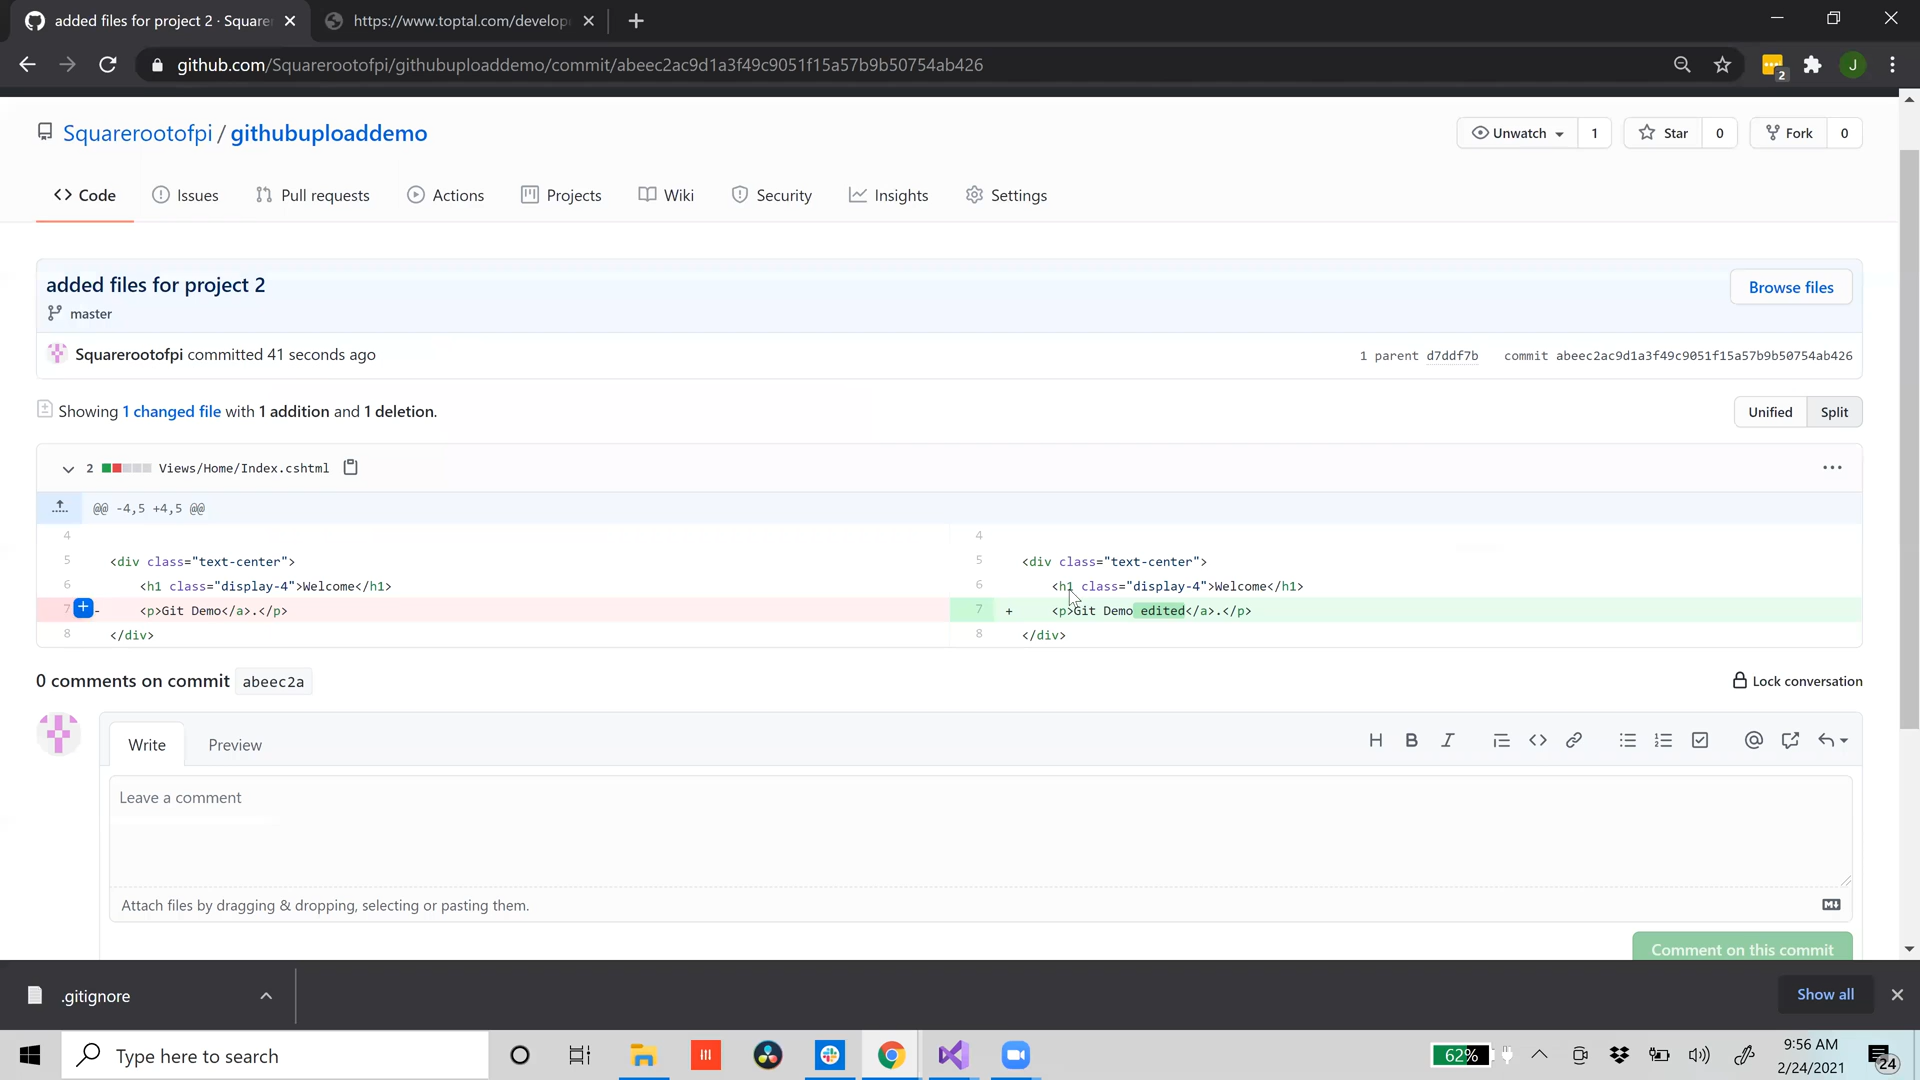 added files for project 2 · Square
https://www.toptal.com/develop
github.com/Squarerootofpi/githubuploaddemo/commit/abeec2ac9d1a3f49c9051f15a57b9b50754ab426
2
J
Squarerootofpi / githubuploaddemo
Unwatch 1 Star 0 Fork 0
Code Issues Pull requests Actions Projects Wiki Security Insights Settings
added files for project 2
Browse files
master
Squarerootofpi committed 41 seconds ago
1 parent d7ddf7b commit abeec2ac9d1a3f49c9051f15a57b9b50754ab426
Showing 1 changed file with 1 addition and 1 deletion.
Unified Split
2 Views/Home/Index.cshtml
@@ -4,5 +4,5 @@
4 4
5 <div class="text-center"> 5 <div class="text-center">
6 <h1 class="display-4">Welcome</h1> 6 <h1 class="display-4">Welcome</h1>
7 - <p>Git Demo</a>.</p> 7 + <p>Git Demo edited</a>.</p>
8 </div> 8 </div>
0 comments on commit abeec2a
Lock conversation
Write Preview
Leave a comment
Attach files by dragging & dropping, selecting or pasting them.
Comment on this commit
.gitignore
Show all
Type here to search
62%
9:56 AM
2/24/2021
24